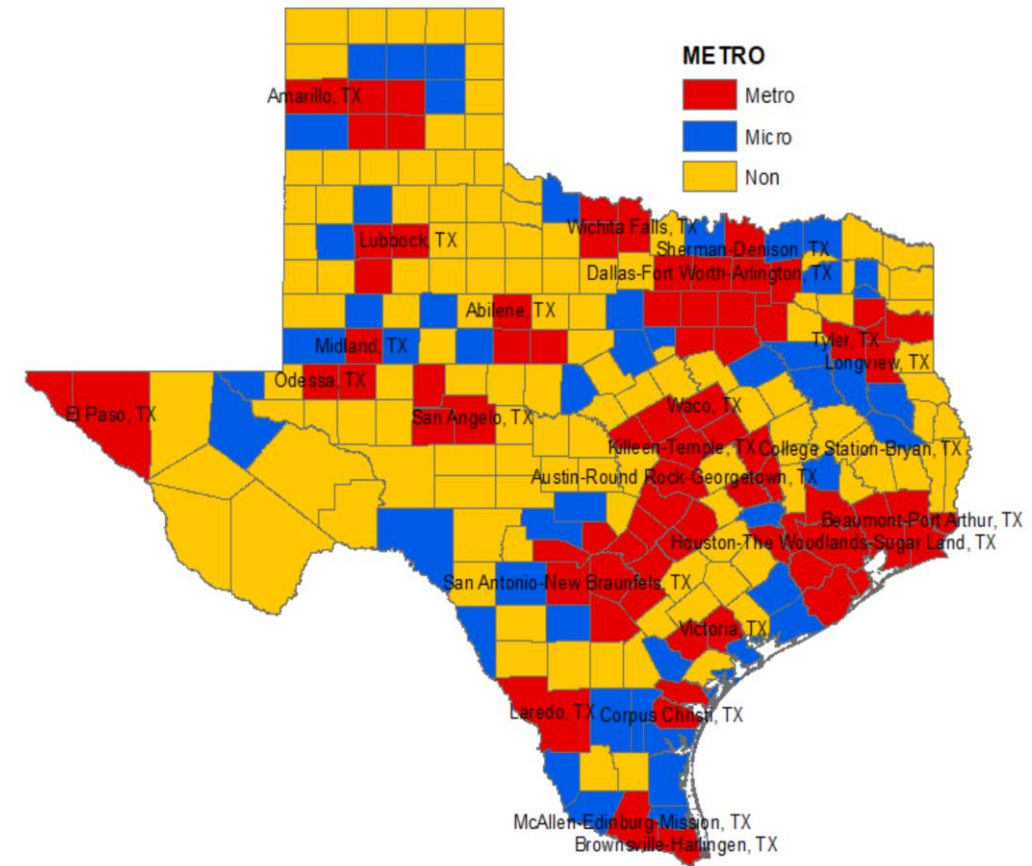 METRO
Metro
Micro
Non
Amarillo, TX
Wichita Falls, TX
Lubbock, TX
Sherman-Denison, TX
Dallas-Fort Worth-Arlington, TX
Abilene, TX
Tyler, TX
Midland, TX
Longview, TX
Odessa, TX
Waco, TX
El Paso, TX
San Angelo, TX
Killeen-Temple, TX
College Station-Bryan, TX
Austin-Round Rock-Georgetown, TX
Beaumont-Port Arthur, TX
Houston-The Woodlands-Sugar Land, TX
San Antonio-New Braunfels, TX
Victoria, TX
Laredo, TX
Corpus Christi, TX
McAllen-Edinburg-Mission, TX
Brownsville-Harlingen, TX